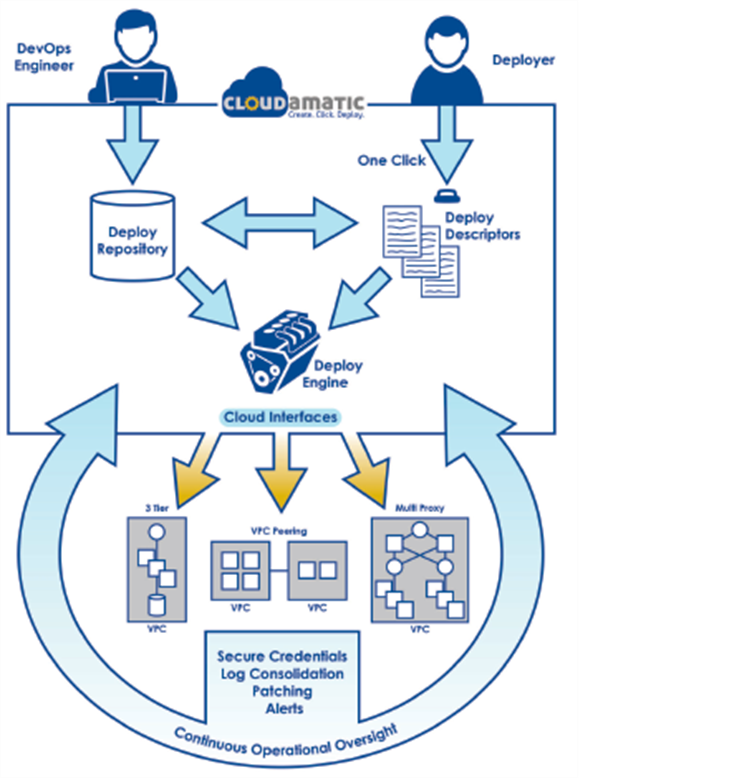 DevOps
Engineer
Deployer
CLOUDAMATIC
Create. Click. Deploy.
One Click
Deploy
Repository
Deploy
Descriptors
Deploy
Engine
Cloud Interfaces
3 Tier
VPC Peering
Multi Proxy
VPC
VPC
VPC
VPC
Secure Credentials
Log Consolidation
Patching
Alerts
Continuous Operational Oversight